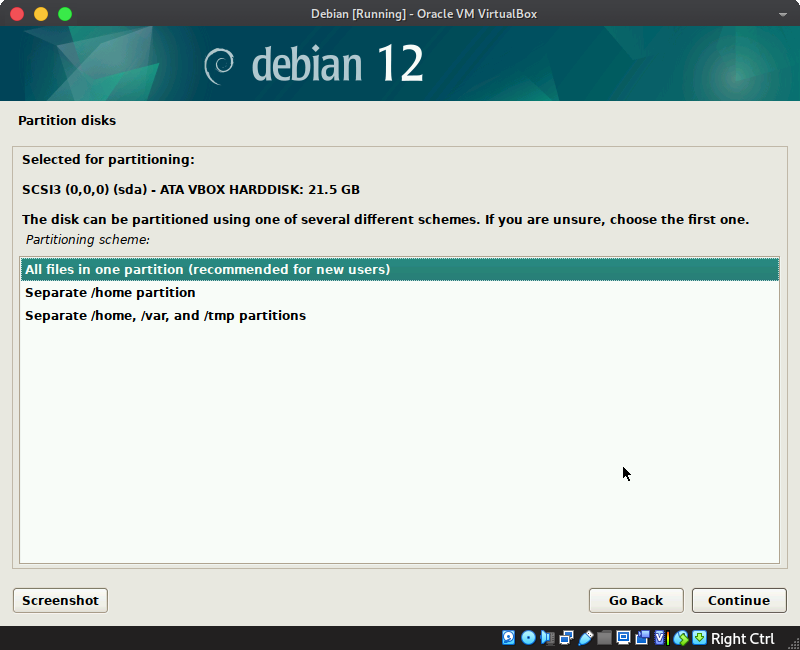 Debian [Running] - Oracle VM VirtualBox
debian 12
Partition disks
Selected for partitioning:
SCSI3 (0,0,0) (sda) - ATA VBOX HARDDISK: 21.5 GB
The disk can be partitioned using one of several different schemes. If you are unsure, choose the first one.
Partitioning scheme:
All files in one partition (recommended for new users)
Separate /home partition
Separate /home, /var, and /tmp partitions
Screenshot
Go Back
Continue
Right Ctrl